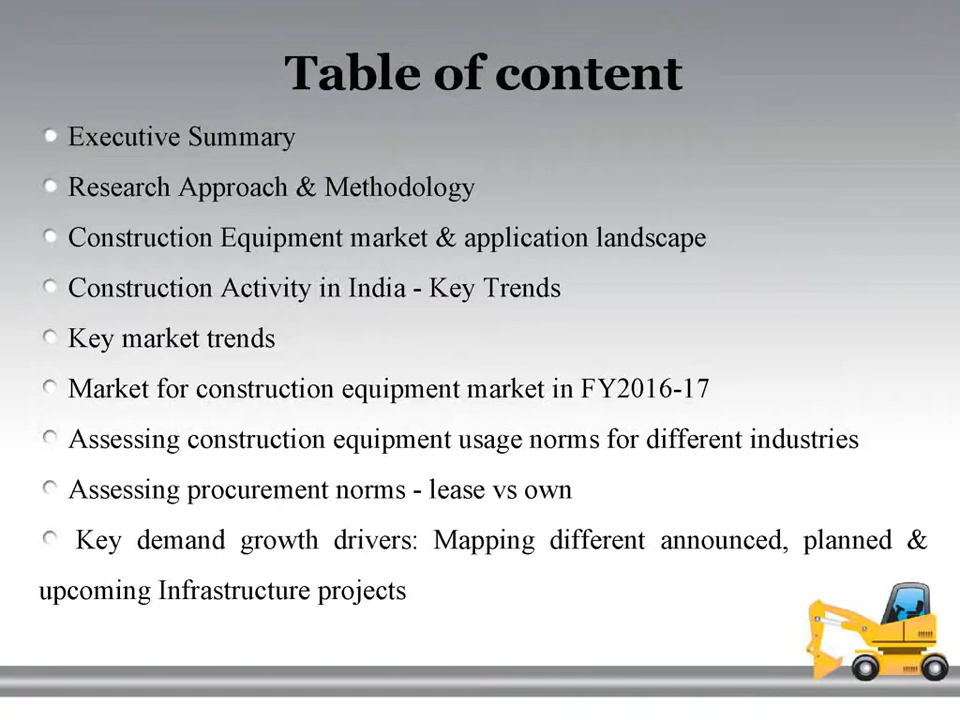 Table of content
Executive Summary
Research Approach & Methodology
Construction Equipment market & application landscape
Construction Activity in India - Key Trends
Key market trends
Market for construction equipment market in FY2016-17
Assessing construction equipment usage norms for different industries
Assessing procurement norms - lease vs own
Key demand growth drivers: Mapping different announced, planned &
upcoming Infrastructure projects